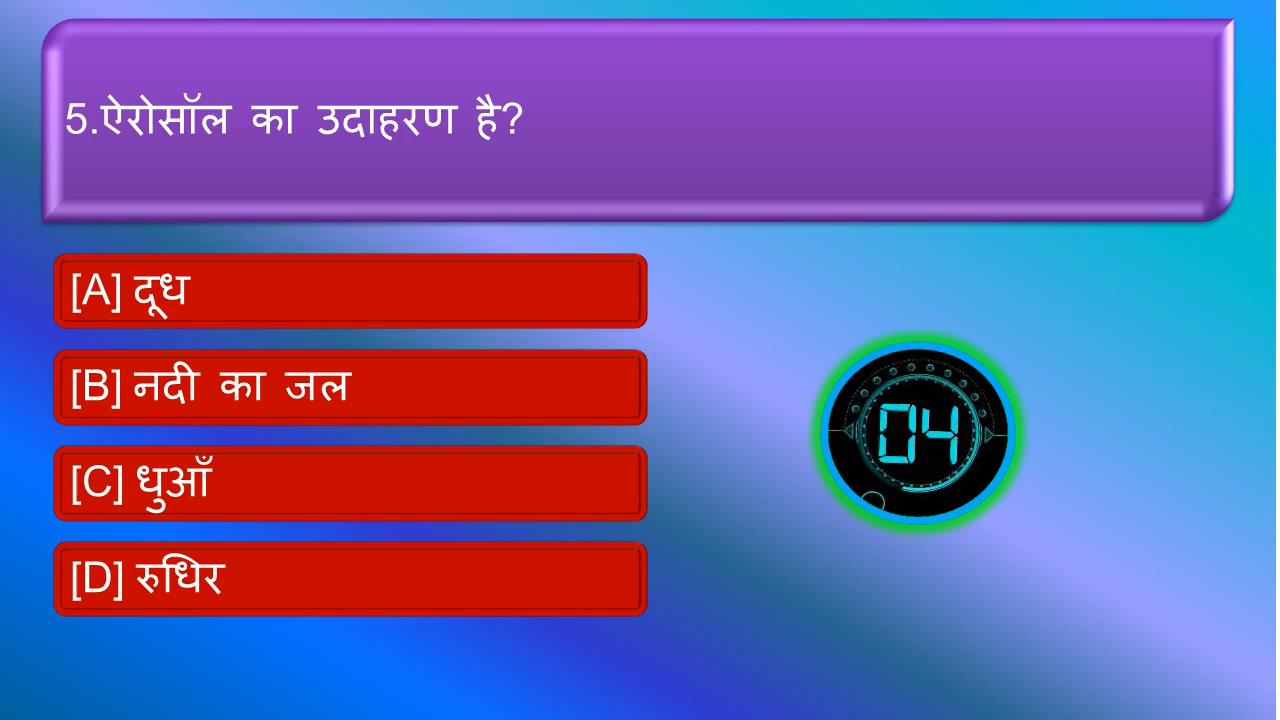 5.ऐरोसॉल का उदाहरण है?
[A] दूध
[B] नदी का जल
[C] धुआँ
[D] रुधिर
04